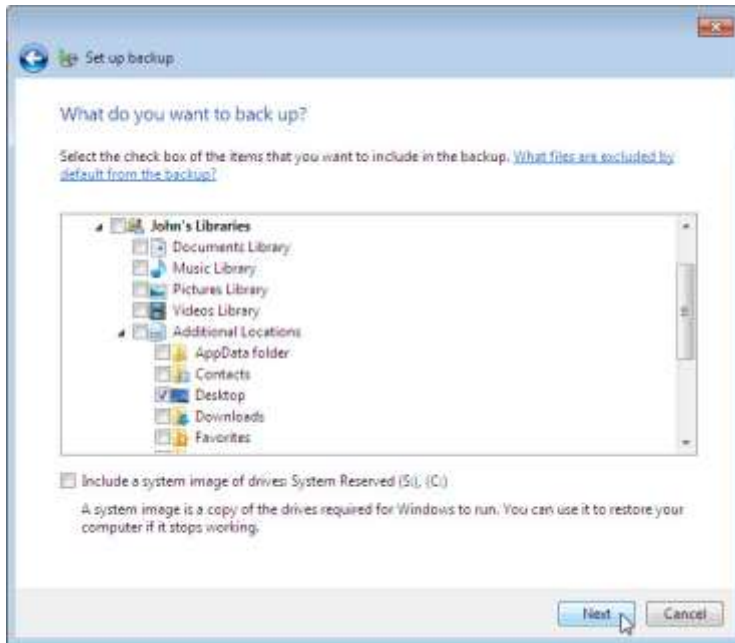 Set up backup
What do you want to back up?
Select the check box of the items that you want to include in the backup. What files are excluded by
default from the backup?
John's Libraries
Documents Library
Music Library
Pictures Library
Videos Library
Additional Locations
AppData folder
Contacts
Desktop
Downloads
Favorites
Include a system image of drives: System Reserved (S:), (C:)
A system image is a copy of the drives required for Windows to run. You can use it to restore your
computer if it stops working.
Next
Cancel